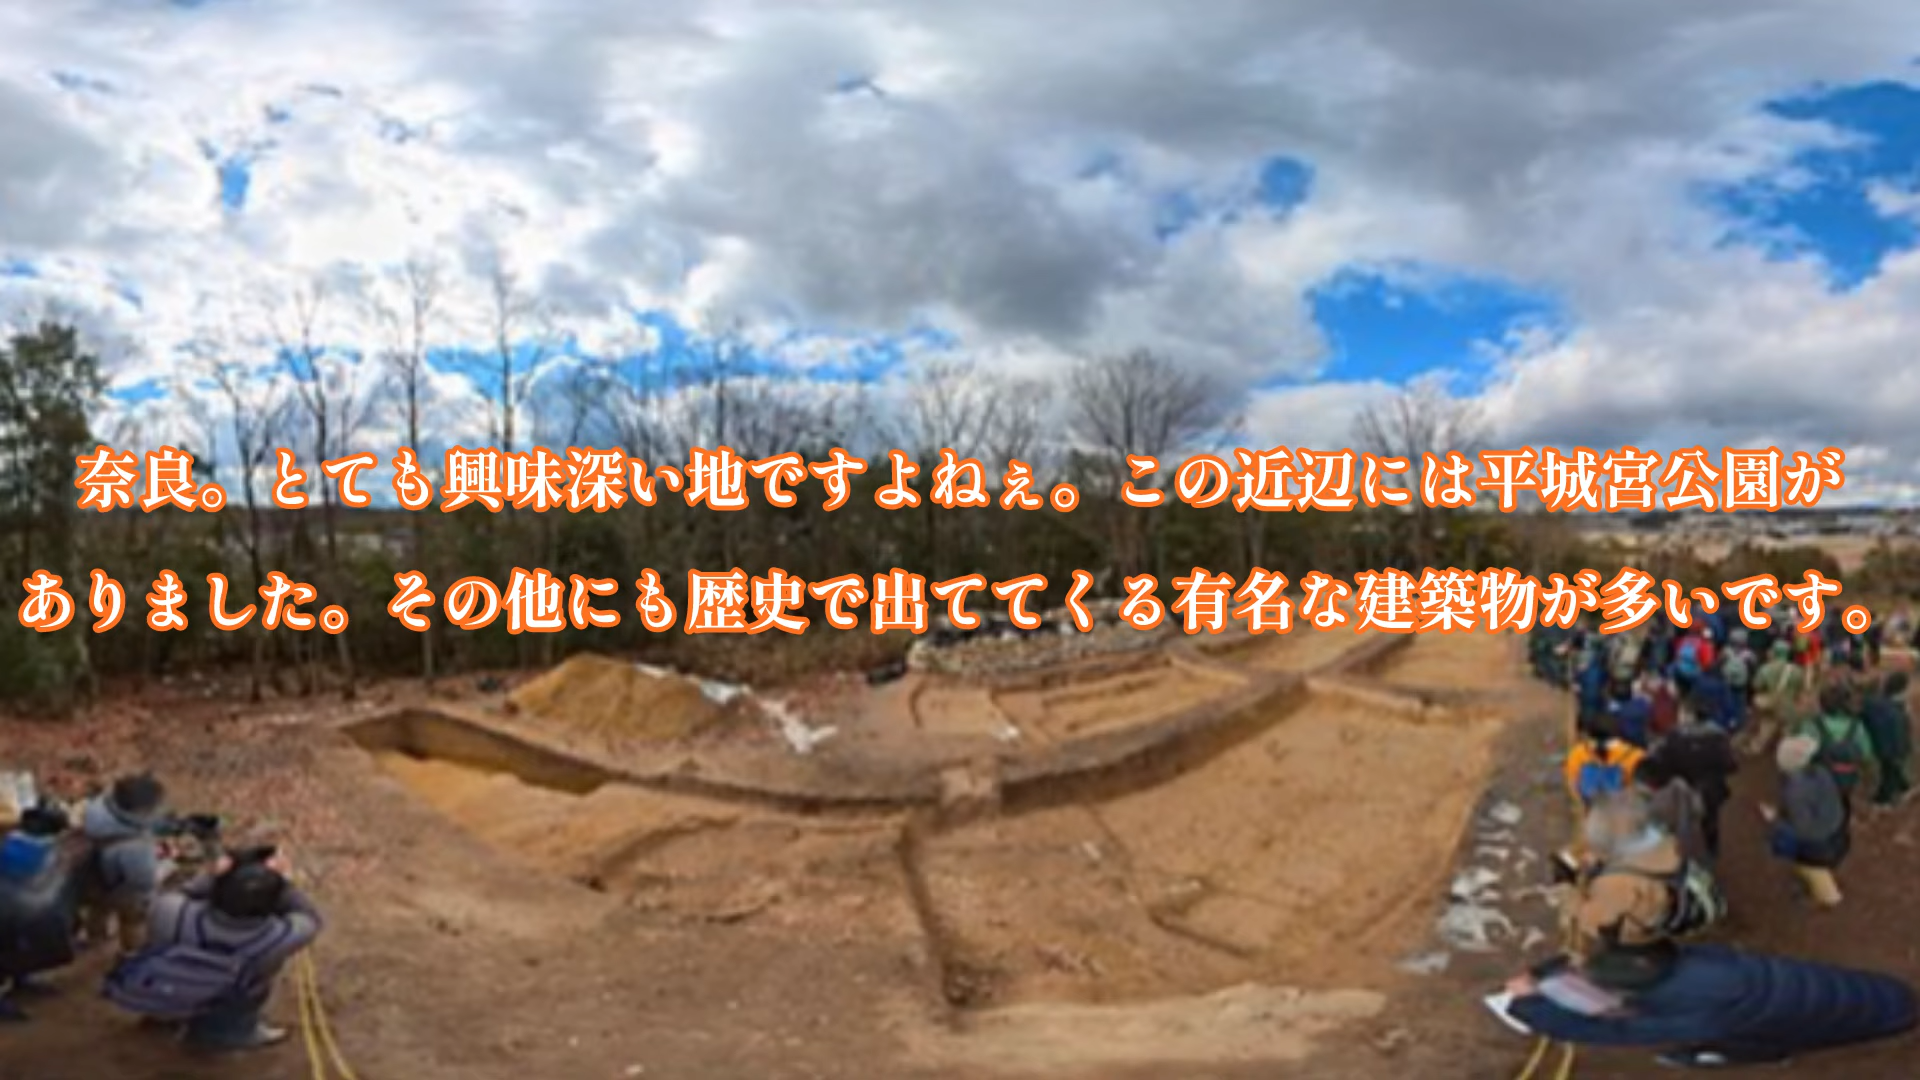 奈良。とても興味深い地ですよねぇ。この近辺には平城宮公園が
ありました。その他にも歴史で出ててくる有名な建築物が多いです。